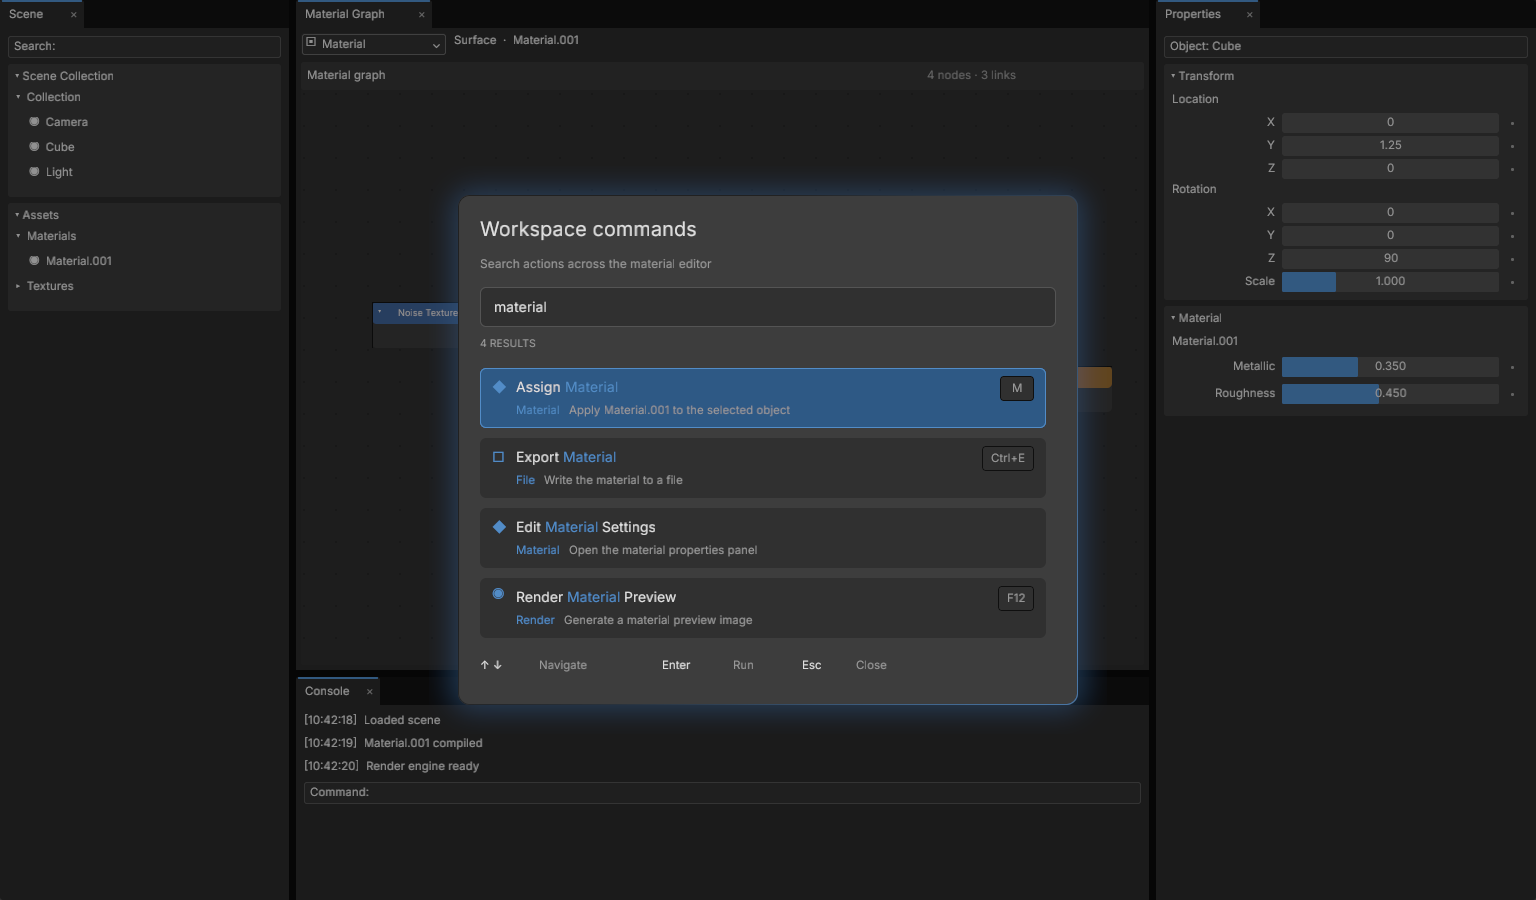 Scene ×
Search:
Scene Collection
Collection
Camera
Cube
Light
Assets
Materials
Material.001
Textures
Material Graph ×
Material
Surface · Material.001
Material graph
4 nodes · 3 links
Noise Texture
Workspace commands
Search actions across the material editor
material
4 RESULTS
Assign Material M
Material Apply Material.001 to the selected object
Export Material Ctrl+E
File Write the material to a file
Edit Material Settings
Material Open the material properties panel
Render Material Preview F12
Render Generate a material preview image
↑↓ Navigate Enter Run Esc Close
Console ×
[10:42:18] Loaded scene
[10:42:19] Material.001 compiled
[10:42:20] Render engine ready
Command:
Properties ×
Object: Cube
Transform
Location
X 0
Y 1.25
Z 0
Rotation
X 0
Y 0
Z 90
Scale 1.000
Material
Material.001
Metallic 0.350
Roughness 0.450